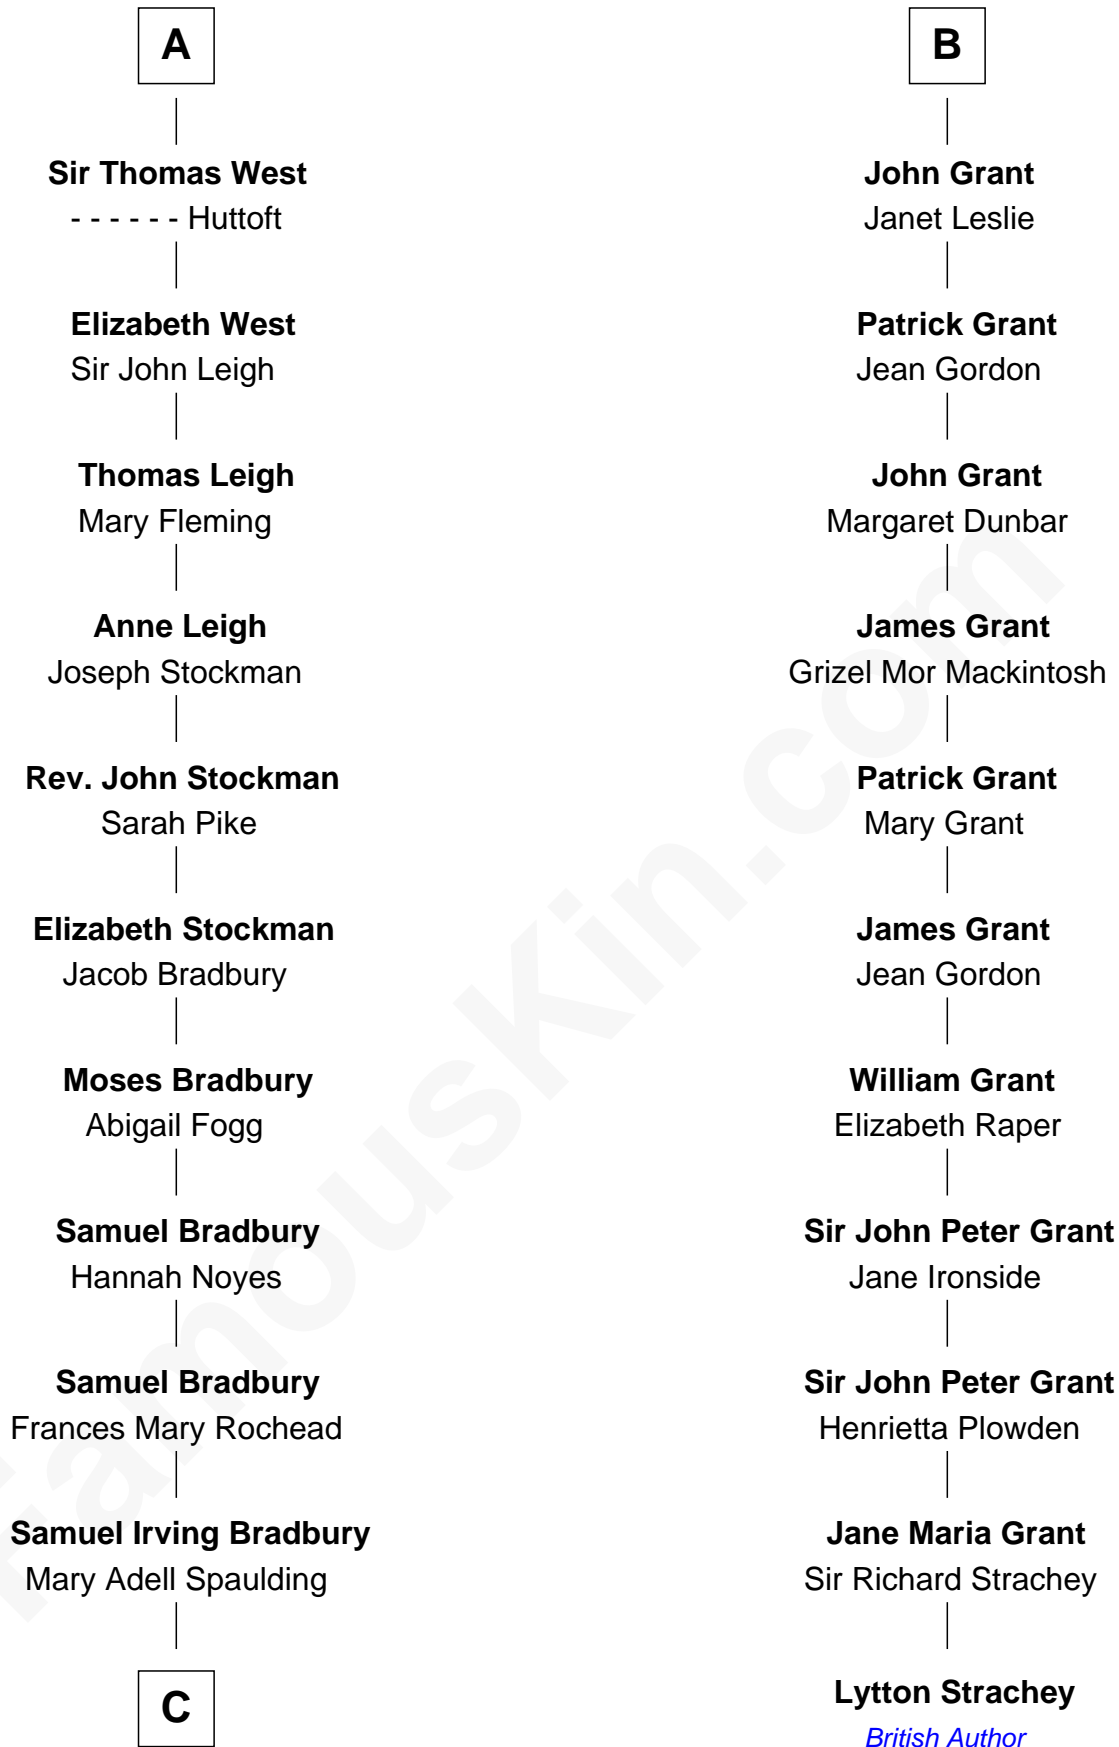 A
Sir Thomas West
- - - - - - Huttoft
Elizabeth West
Sir John Leigh
Thomas Leigh
Mary Fleming
Anne Leigh
Joseph Stockman
Rev. John Stockman
Sarah Pike
Elizabeth Stockman
Jacob Bradbury
Moses Bradbury
Abigail Fogg
Samuel Bradbury
Hannah Noyes
Samuel Bradbury
Frances Mary Rochead
Samuel Irving Bradbury
Mary Adell Spaulding
C
B
John Grant
Janet Leslie
Patrick Grant
Jean Gordon
John Grant
Margaret Dunbar
James Grant
Grizel Mor Mackintosh
Patrick Grant
Mary Grant
James Grant
Jean Gordon
William Grant
Elizabeth Raper
Sir John Peter Grant
Jane Ironside
Sir John Peter Grant
Henrietta Plowden
Jane Maria Grant
Sir Richard Strachey
Lytton Strachey
British Author
FamousKin.com